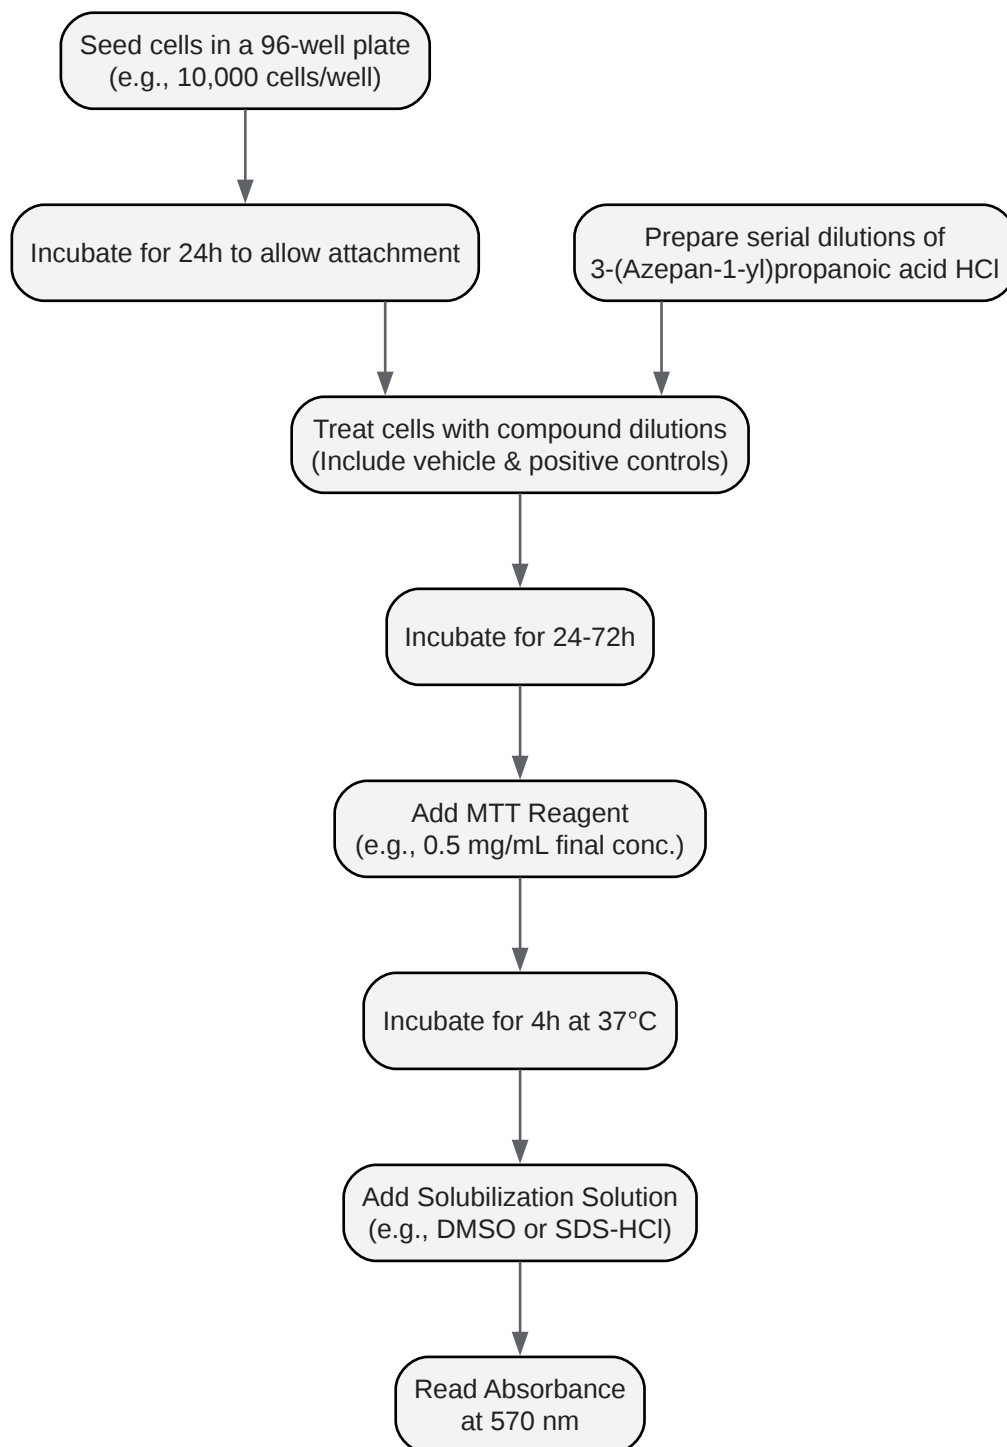 Seed cells in a 96-well plate
(e.g., 10,000 cells/well)
Incubate for 24h to allow attachment
Prepare serial dilutions of
3-(Azepan-1-yl)propanoic acid HCl
Treat cells with compound dilutions
(Include vehicle & positive controls)
Incubate for 24-72h
Add MTT Reagent
(e.g., 0.5 mg/mL final conc.)
Incubate for 4h at 37°C
Add Solubilization Solution
(e.g., DMSO or SDS-HCl)
Read Absorbance
at 570 nm